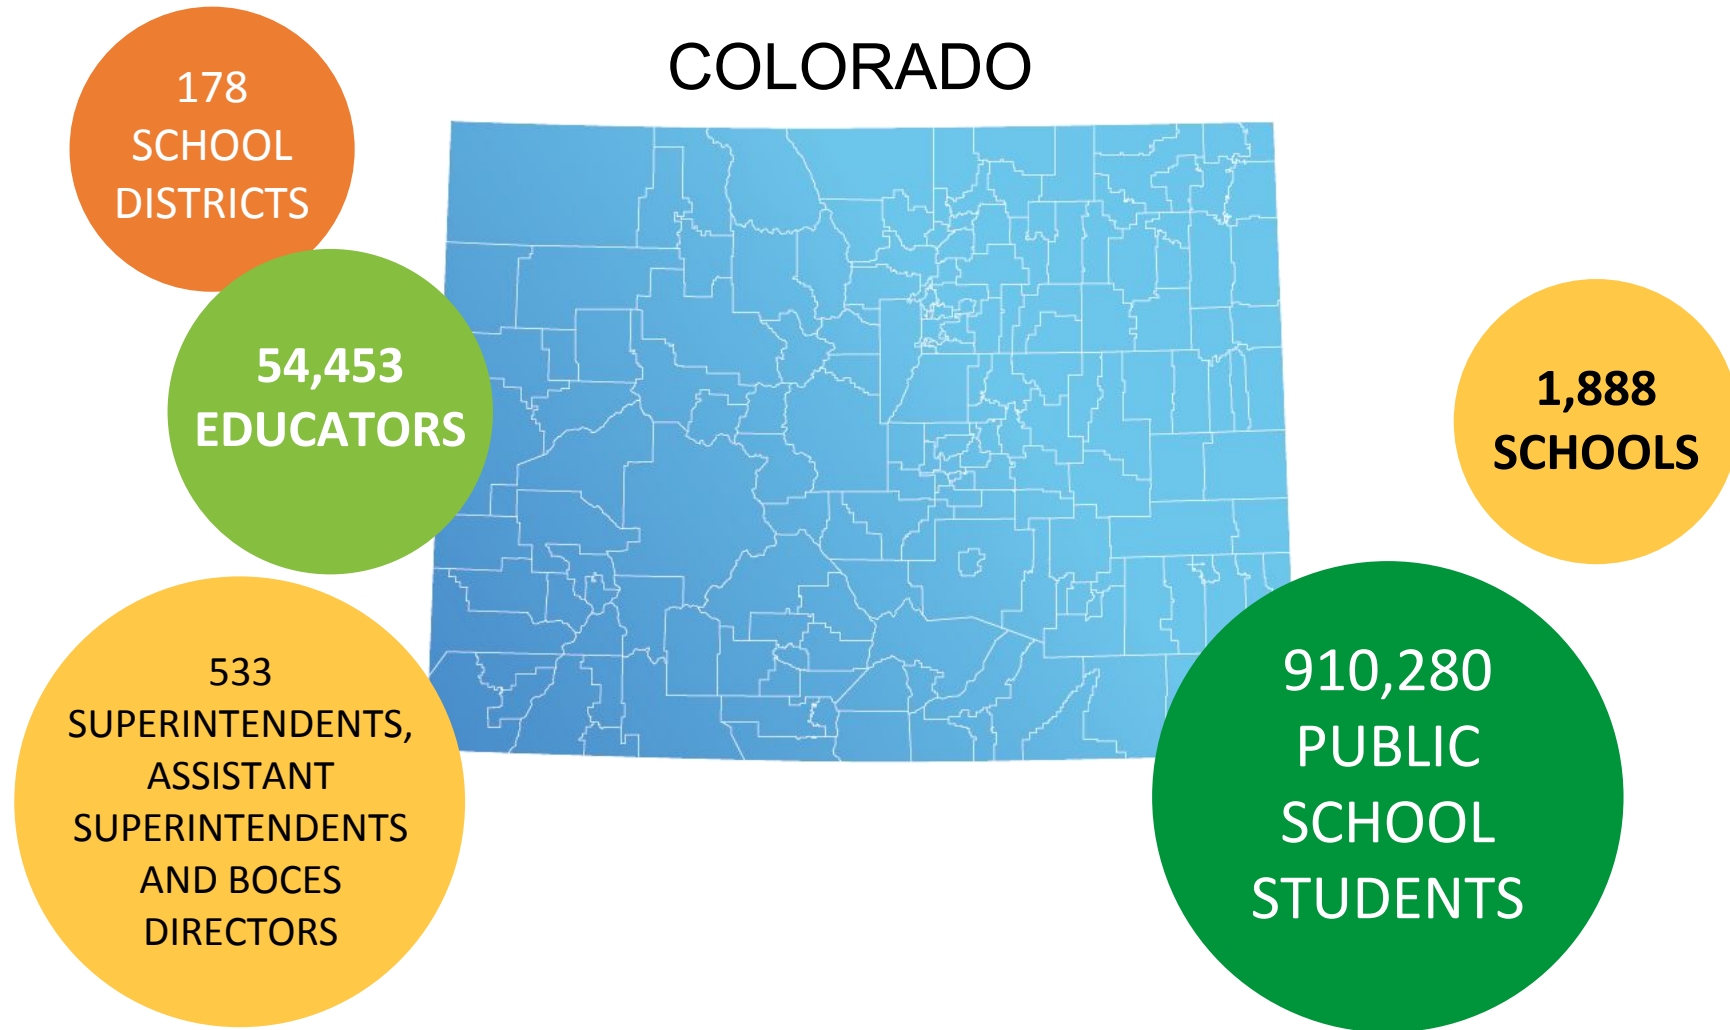 COLORADO
178
SCHOOL
DISTRICTS
54,453
EDUCATORS
533
SUPERINTENDENTS,
ASSISTANT
SUPERINTENDENTS
AND BOCES
DIRECTORS
1,888
SCHOOLS
910,280
PUBLIC
SCHOOL
STUDENTS